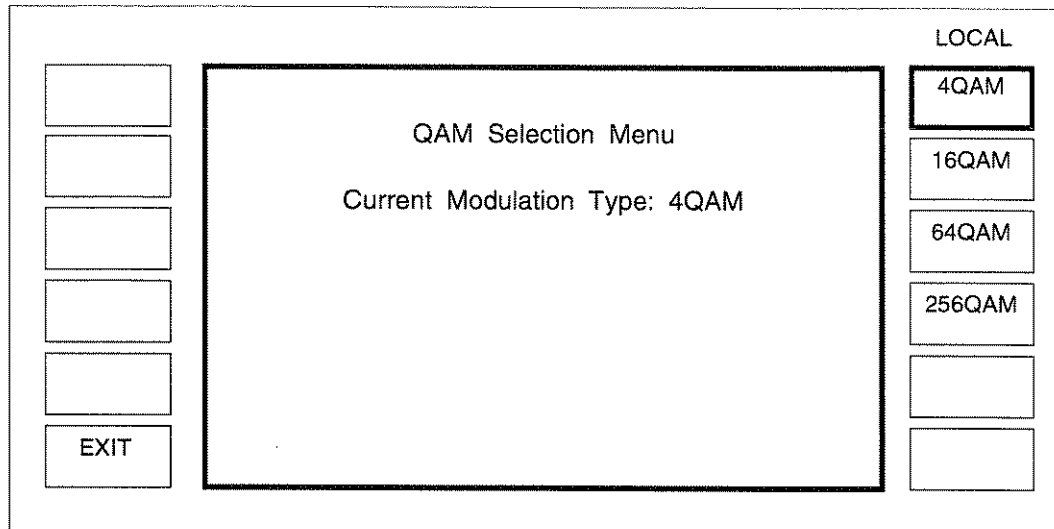 LOCAL
4QAM
QAM Selection Menu
16QAM
Current Modulation Type: 4QAM
64QAM
256QAM
EXIT